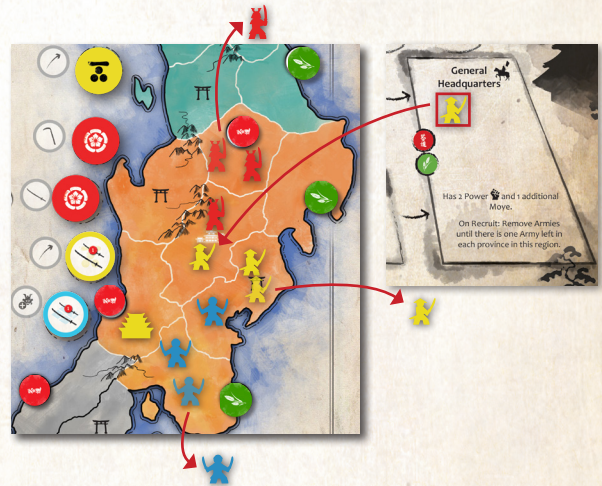 General
Headquarters
Has 2 Power and 1 additional
Move.
On Recruit: Remove Armies
until there is one Army left in
each province in this region.